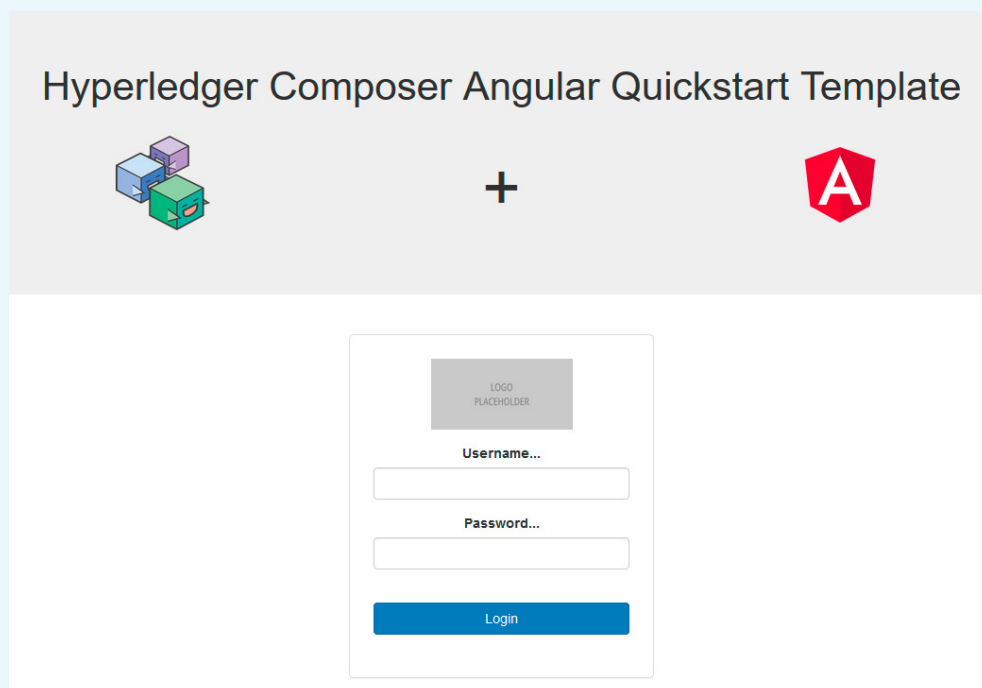 Hyperledger Composer Angular Quickstart Template
+
A
LOGO
PLACEHOLDER
Username...
Password...
Login